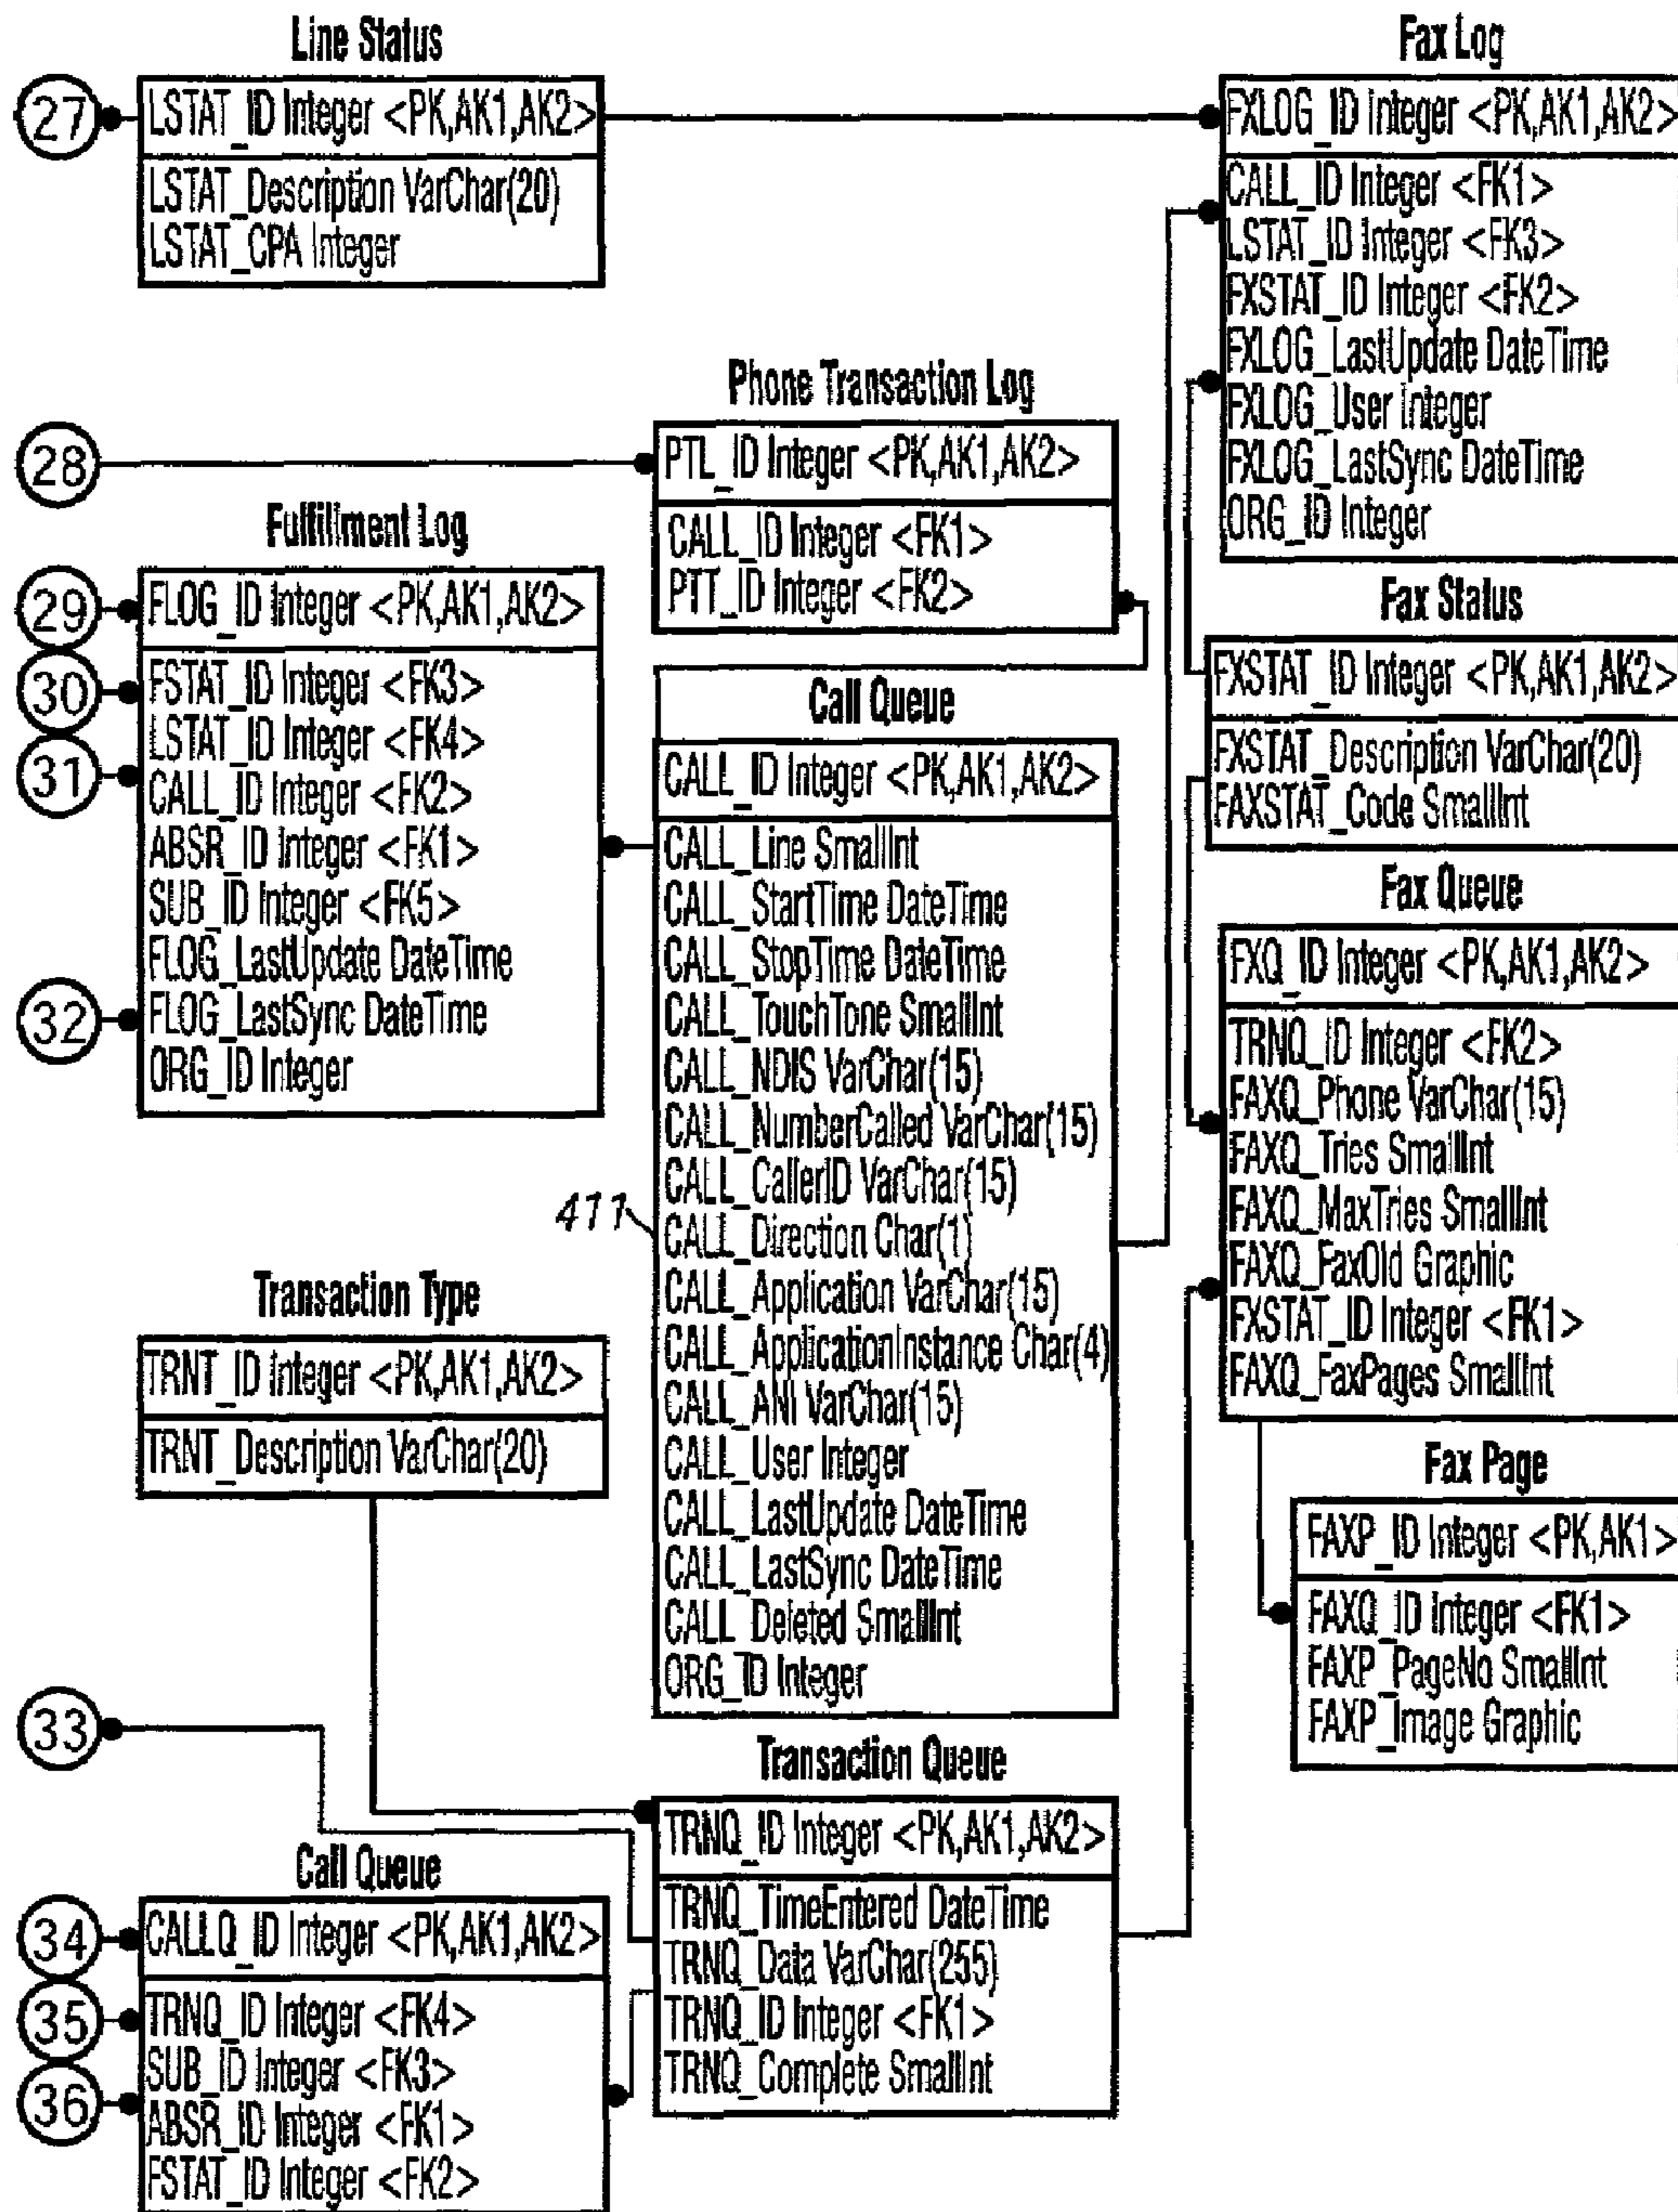 Line Status
27
LSTAT_ID Integer <PK,AK1,AK2>
LSTAT_Description VarChar(20)
LSTAT_CPA Integer
Fax Log
FXLOG_ID Integer <PK,AK1,AK2>
CALL_ID Integer <FK1>
LSTAT_ID Integer <FK3>
FXSTAT_ID Integer <FK2>
FXLOG_LastUpdate DateTime
FXLOG_User Integer
FXLOG_LastSync DateTime
ORG_ID Integer
Phone Transaction Log
28
PTL_ID Integer <PK,AK1,AK2>
CALL_ID Integer <FK1>
PTT_ID Integer <FK2>
Fulfillment Log
29
30
31
32
FLOG_ID Integer <PK,AK1,AK2>
FSTAT_ID Integer <FK3>
LSTAT_ID Integer <FK4>
CALL_ID Integer <FK2>
ABSR_ID Integer <FK1>
SUB_ID Integer <FK5>
FLOG_LastUpdate DateTime
FLOG_LastSync DateTime
ORG_ID Integer
Fax Status
FXSTAT_ID Integer <PK,AK1,AK2>
FXSTAT_Description VarChar(20)
FAXSTAT_Code SmallInt
Call Queue
CALL_ID Integer <PK,AK1,AK2>
CALL_Line SmallInt
CALL_StartTime DateTime
CALL_StopTime DateTime
CALL_TouchTone SmallInt
CALL_NDIS VarChar(15)
CALL_NumberCalled VarChar(15)
CALL_CallerID VarChar(15)
411
CALL_Direction Char(1)
CALL_Application VarChar(15)
CALL_ApplicationInstance Char(4)
CALL_ANI VarChar(15)
CALL_User Integer
CALL_LastUpdate DateTime
CALL_LastSync DateTime
CALL_Deleted SmallInt
ORG_ID Integer
Fax Queue
FXQ_ID Integer <PK,AK1,AK2>
TRNQ_ID Integer <FK2>
FAXQ_Phone VarChar(15)
FAXQ_Tries SmallInt
FAXQ_MaxTries SmallInt
FAXQ_FaxOld Graphic
FXSTAT_ID Integer <FK1>
FAXQ_FaxPages SmallInt
Transaction Type
TRNT_ID Integer <PK,AK1,AK2>
TRNT_Description VarChar(20)
Fax Page
FAXP_ID Integer <PK,AK1>
FAXQ_ID Integer <FK1>
FAXP_PageNo SmallInt
FAXP_Image Graphic
33
Transaction Queue
TRNQ_ID Integer <PK,AK1,AK2>
TRNQ_TimeEntered DateTime
TRNQ_Data VarChar(255)
TRNQ_ID Integer <FK1>
TRNQ_Complete SmallInt
Call Queue
34
35
36
CALLQ_ID Integer <PK,AK1,AK2>
TRNQ_ID Integer <FK4>
SUB_ID Integer <FK3>
ABSR_ID Integer <FK1>
FSTAT_ID Integer <FK2>